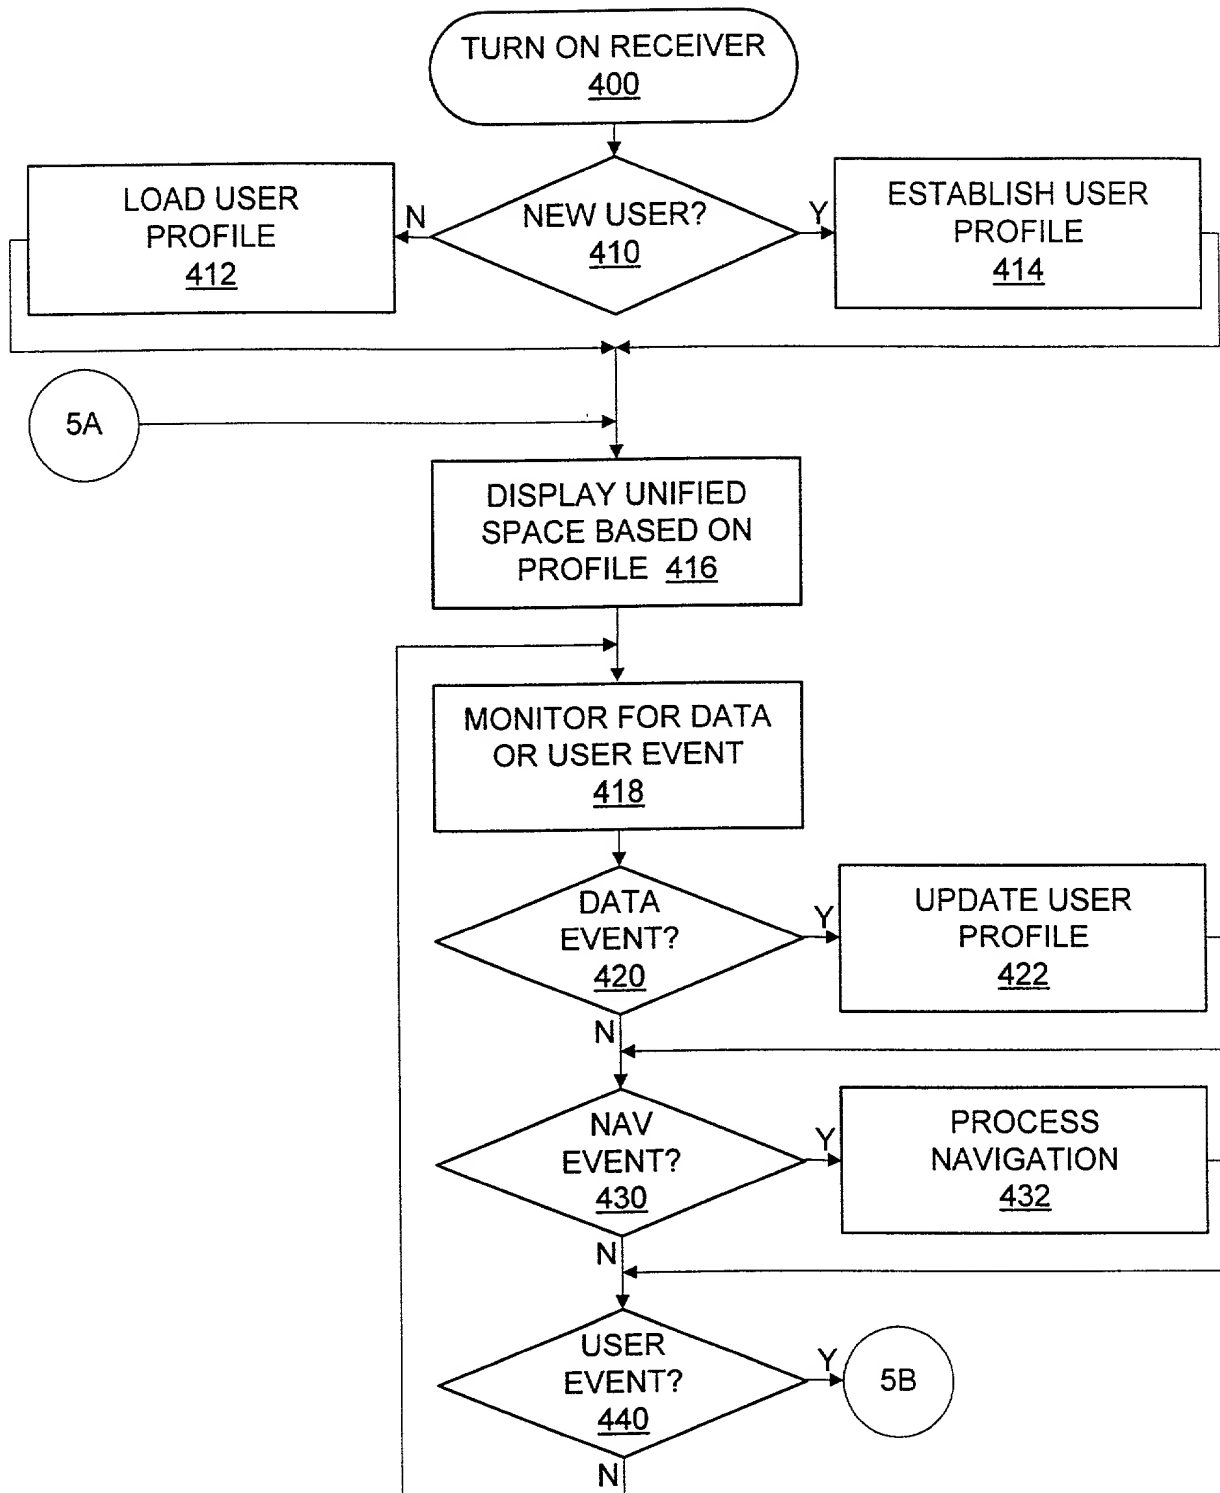 TURN ON RECEIVER
400
LOAD USER
PROFILE
412
N
NEW USER?
410
Y
ESTABLISH USER
PROFILE
414
5A
DISPLAY UNIFIED
SPACE BASED ON
PROFILE 416
MONITOR FOR DATA
OR USER EVENT
418
DATA
EVENT?
420
Y
UPDATE USER
PROFILE
422
N
NAV
EVENT?
430
Y
PROCESS
NAVIGATION
432
N
USER
EVENT?
440
Y
5B
N